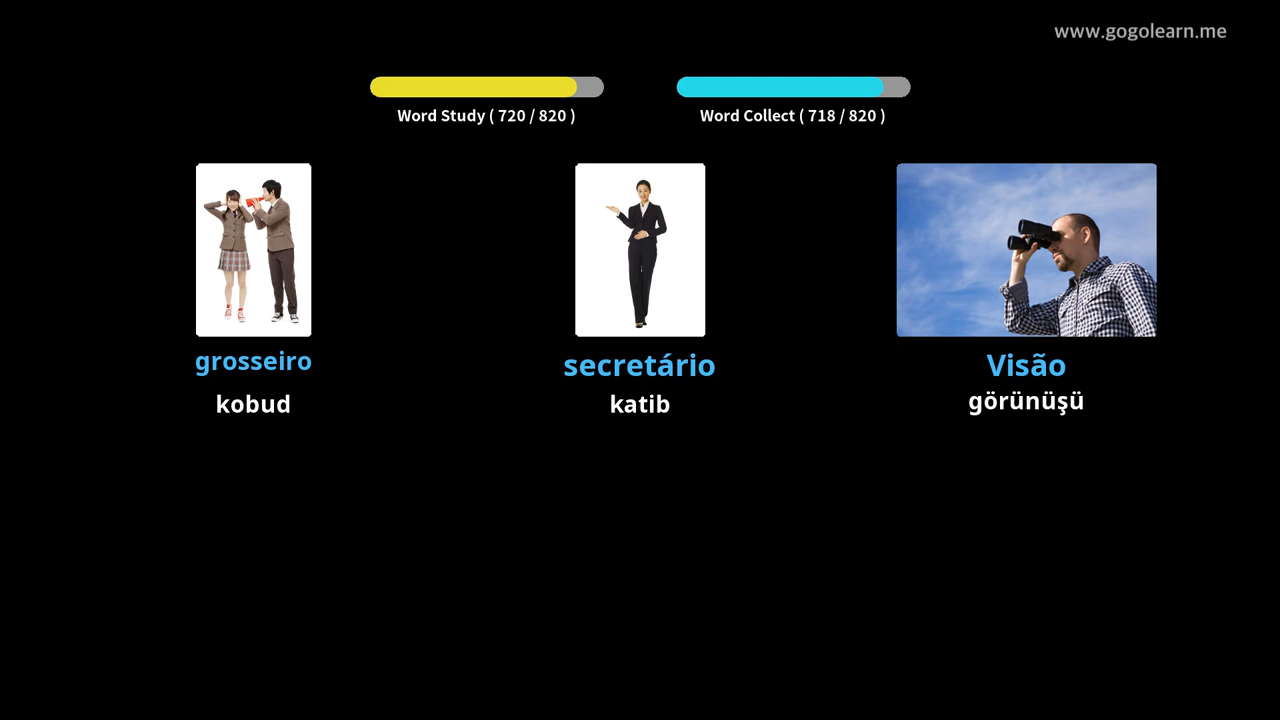 www.gogolearn.me
Word Study ( 720 / 820 )
Word Collect ( 718 / 820 )
grosseiro
secretário
Visão
kobud
katib
görünüşü